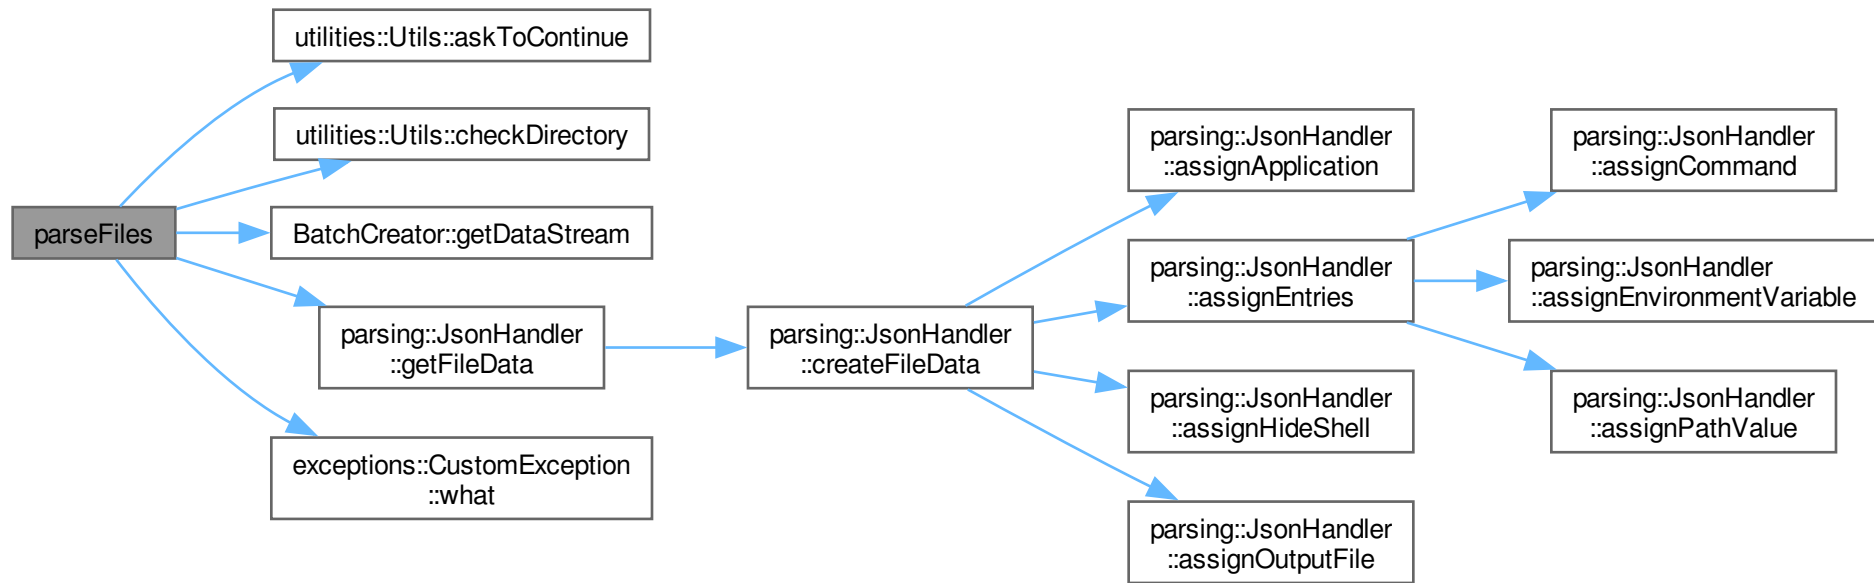 parseFiles
utilities::Utils::askToContinue
utilities::Utils::checkDirectory
BatchCreator::getDataStream
parsing::JsonHandler
::getFileData
exceptions::CustomException
::what
parsing::JsonHandler
::createFileData
parsing::JsonHandler
::assignApplication
parsing::JsonHandler
::assignEntries
parsing::JsonHandler
::assignHideShell
parsing::JsonHandler
::assignOutputFile
parsing::JsonHandler
::assignCommand
parsing::JsonHandler
::assignEnvironmentVariable
parsing::JsonHandler
::assignPathValue